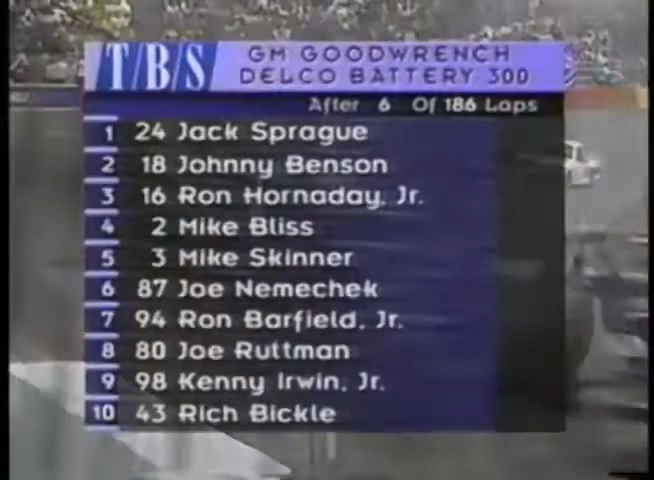 T/B/S
GM GOODWRENCH
DELCO BATTERY 300
After 6 Of 186 Laps
1 24 Jack Sprague
2 18 Johnny Benson
3 16 Ron Hornaday, Jr.
4 2 Mike Bliss
5 3 Mike Skinner
6 87 Joe Nemechek
7 94 Ron Barfield, Jr.
8 80 Joe Ruttman
9 98 Kenny Irwin, Jr.
10 43 Rich Bickle